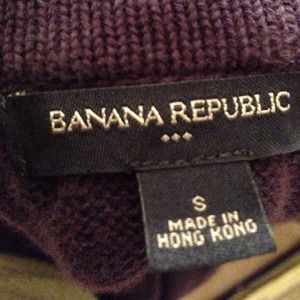 BANANA REPUBLIC
S
MADE IN
HONG KONG